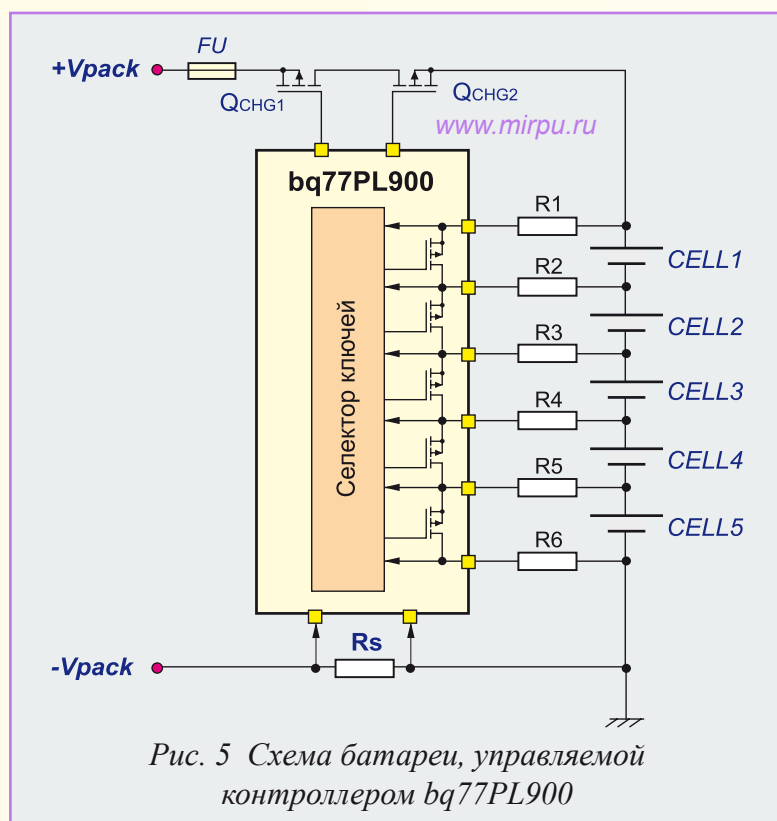 FU
+Vpack
QCHG1
QCHG2
www.mirpu.ru
bq77PL900
Селектор ключей
R1
CELL1
R2
CELL2
R3
CELL3
R4
CELL4
R5
CELL5
R6
Rs
-Vpack
Рис. 5 Схема батареи, управляемой
контроллером bq77PL900